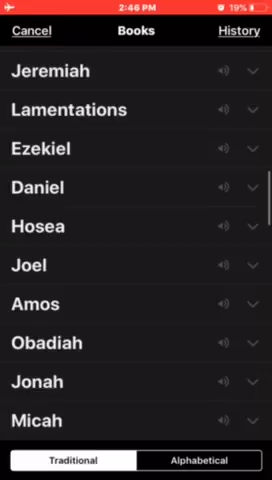 2:46 PM 19%
Cancel Books History
Jeremiah
Lamentations
Ezekiel
Daniel
Hosea
Joel
Amos
Obadiah
Jonah
Micah
Traditional Alphabetical